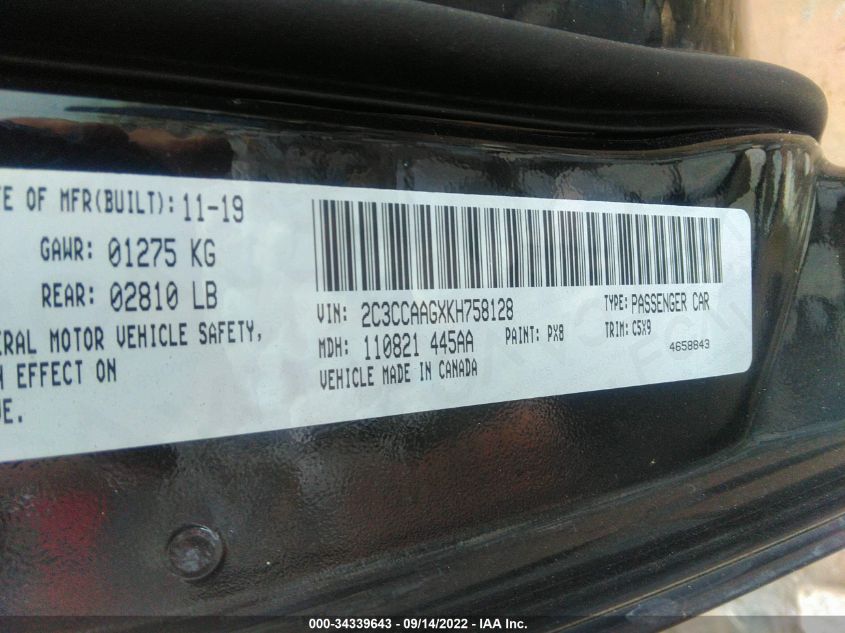 TE OF MFR(BUILT): 11-19
GAWR: 01275 KG
REAR: 02810 LB
ERAL MOTOR VEHICLE SAFETY,
EFFECT ON
E.
VIN: 2C3CCAAGXKH758128
TYPE: PASSENGER CAR
MDH: 110821 445AA
PAINT: PX8
TRIM: C5X9
VEHICLE MADE IN CANADA
4658843
000-34339643 / 09/14/2022 - IAA Inc.